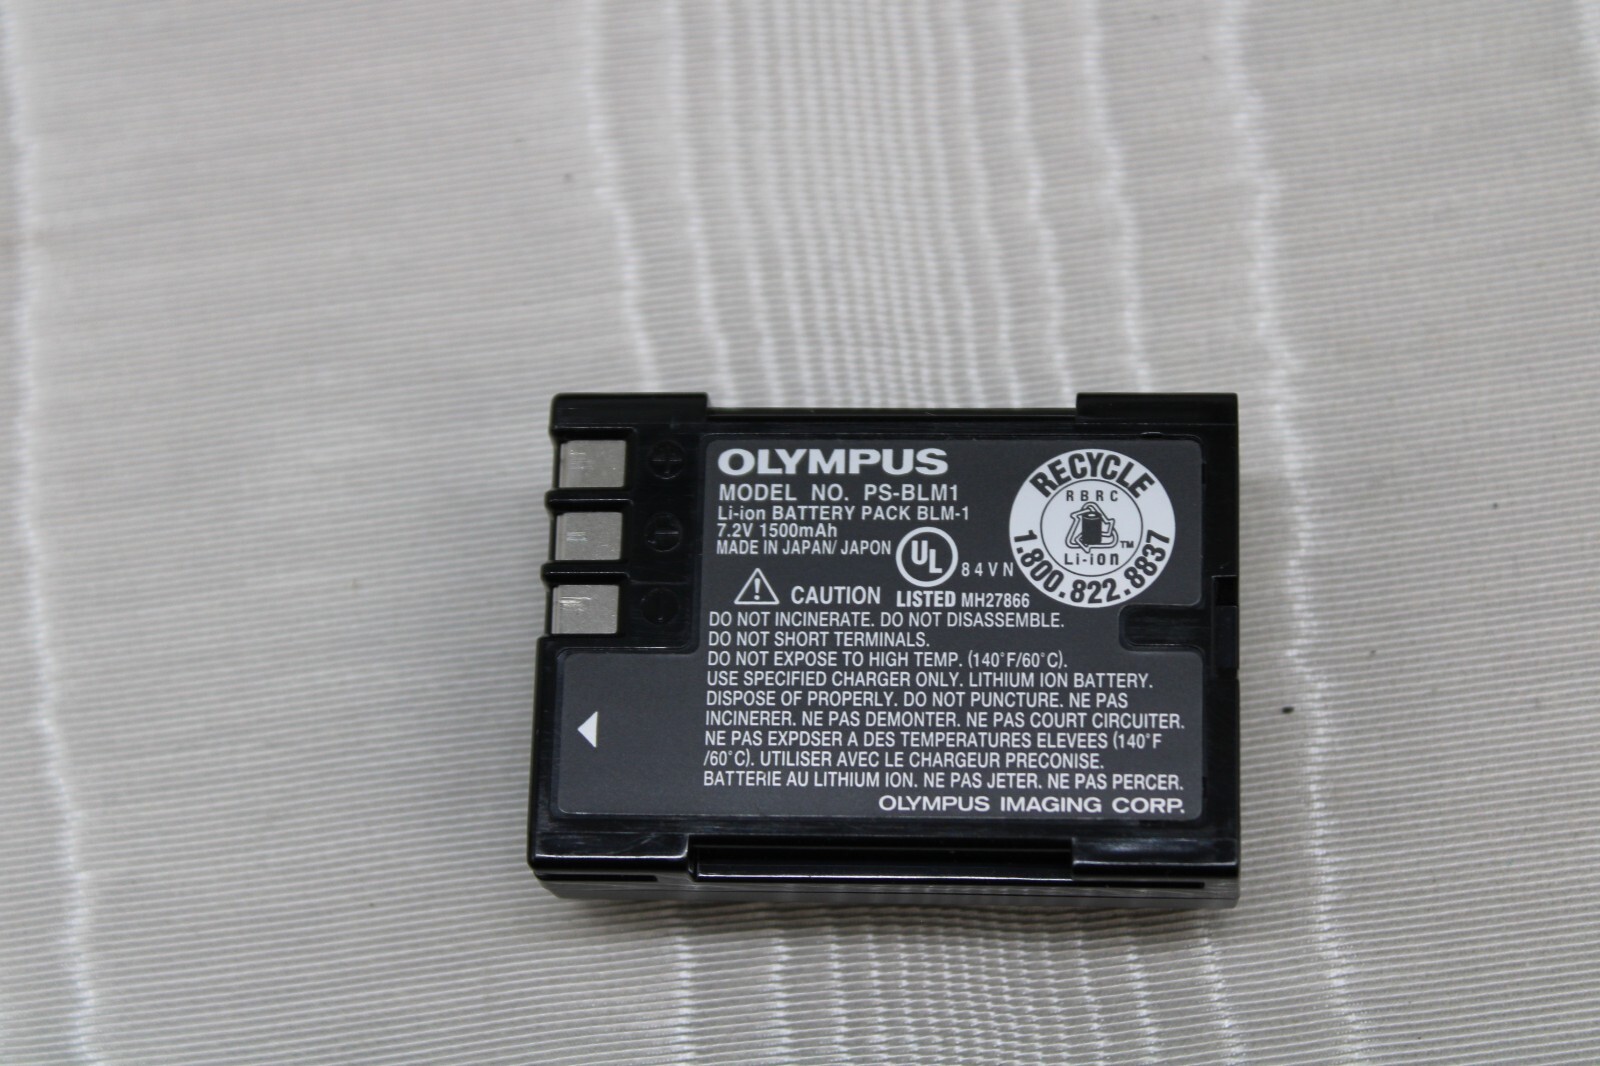 OLYMPUS
MODEL NO. PS-BLM1
Li-ion BATTERY PACK BLM-1
7.2V 1500mAh
MADE IN JAPAN/ JAPON
UL
84VN
RECYCLE
RBRC
TM
Li-ion
1.800.822.8837
CAUTION
LISTED MH27866
DO NOT INCINERATE. DO NOT DISASSEMBLE.
DO NOT SHORT TERMINALS.
DO NOT EXPOSE TO HIGH TEMP. (140°F/60°C).
USE SPECIFIED CHARGER ONLY. LITHIUM ION BATTERY.
DISPOSE OF PROPERLY. DO NOT PUNCTURE. NE PAS
INCINERER. NE PAS DEMONTER. NE PAS COURT CIRCUITER.
NE PAS EXPDSER A DES TEMPERATURES ELEVEES (140°F
/60°C). UTILISER AVEC LE CHARGEUR PRECONISE.
BATTERIE AU LITHIUM ION. NE PAS JETER. NE PAS PERCER.
OLYMPUS IMAGING CORP.